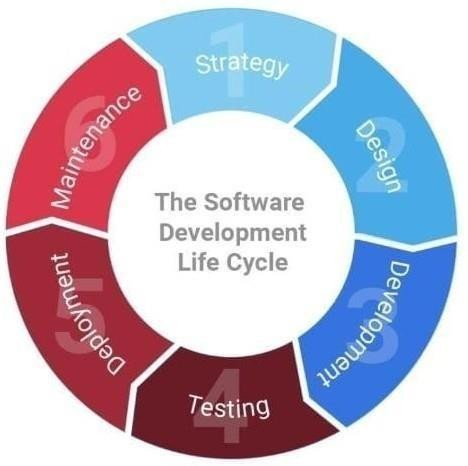 The Software
Development
Life Cycle
1
Strategy
2
Design
3
Development
4
Testing
5
Deployment
6
Maintenance